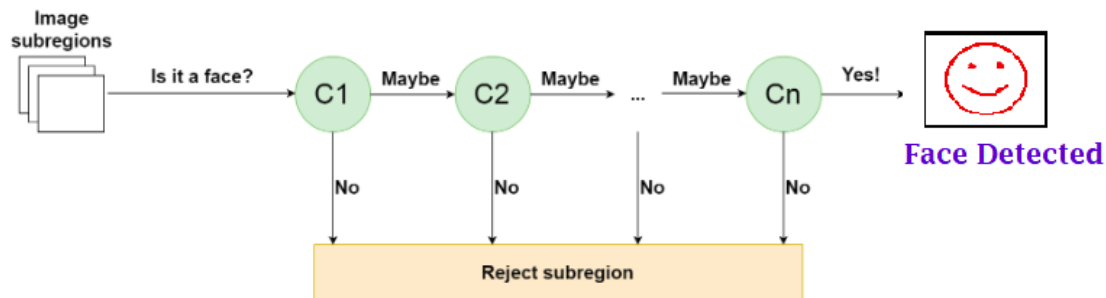 Image
subregions
Is it a face?
C1
Maybe
C2
Maybe
...
Maybe
Cn
Yes!
Face Detected
No
No
No
No
Reject subregion